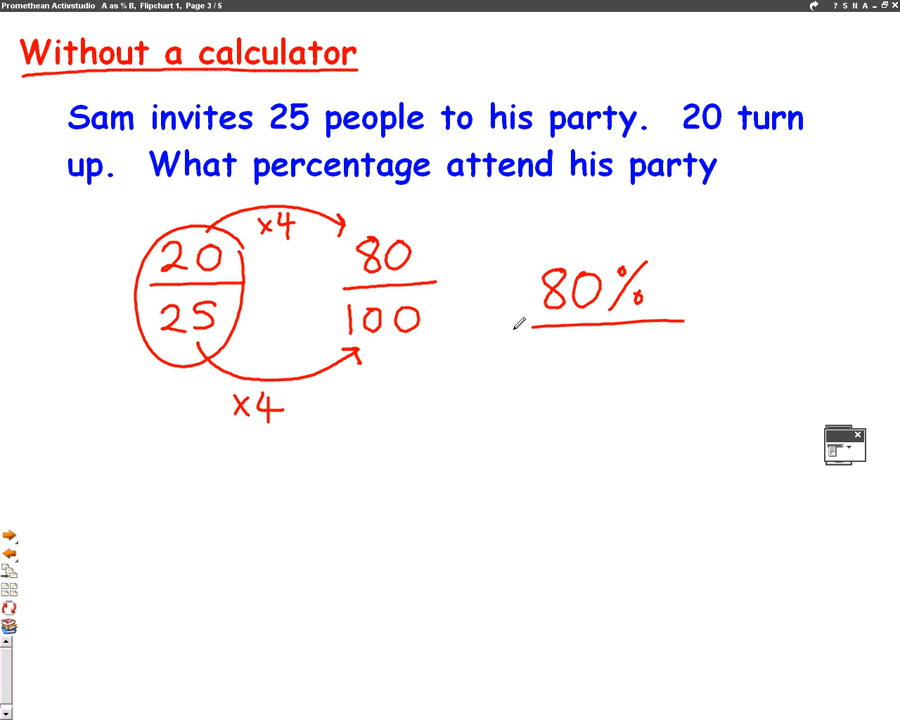 Promethean Activstudio A as % B, Flipchart 1, Page 3 / 5 ? S N A
Without a calculator
Sam invites 25 people to his party. 20 turn
up. What percentage attend his party
x4
20 80
25 100
80%
x4